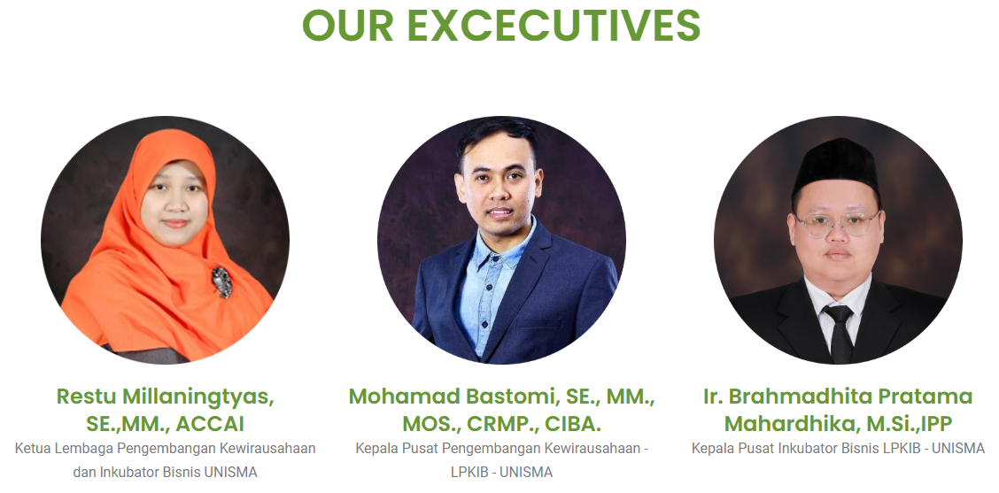 OUR EXCECUTIVES
Restu Millaningtyas,
SE.,MM., ACCAI
Ketua Lembaga Pengembangan Kewirausahaan
dan Inkubator Bisnis UNISMA
Mohamad Bastomi, SE., MM.,
MOS., CRMP., CIBA.
Kepala Pusat Pengembangan Kewirausahaan -
LPKIB - UNISMA
Ir. Brahmadhita Pratama
Mahardhika, M.Si.,IPP
Kepala Pusat Inkubator Bisnis LPKIB - UNISMA